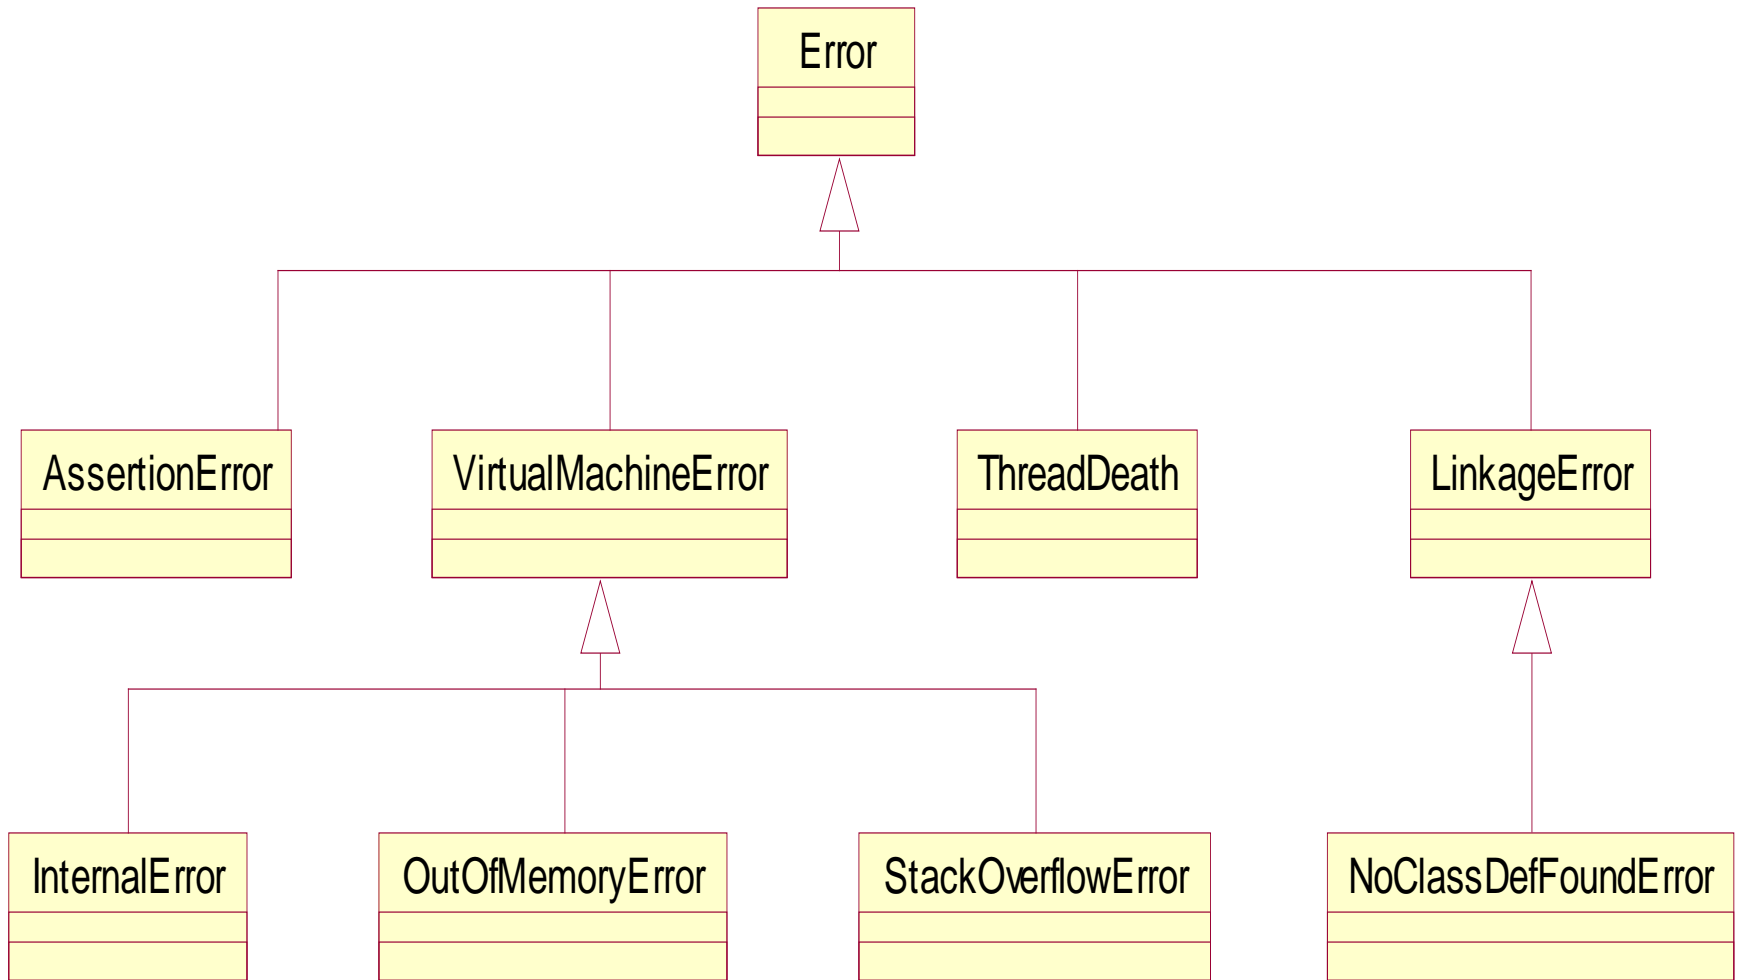 Error
AssertionError
VirtualMachineError
ThreadDeath
LinkageError
InternalError
OutOfMemoryError
StackOverflowError
NoClassDefFoundError